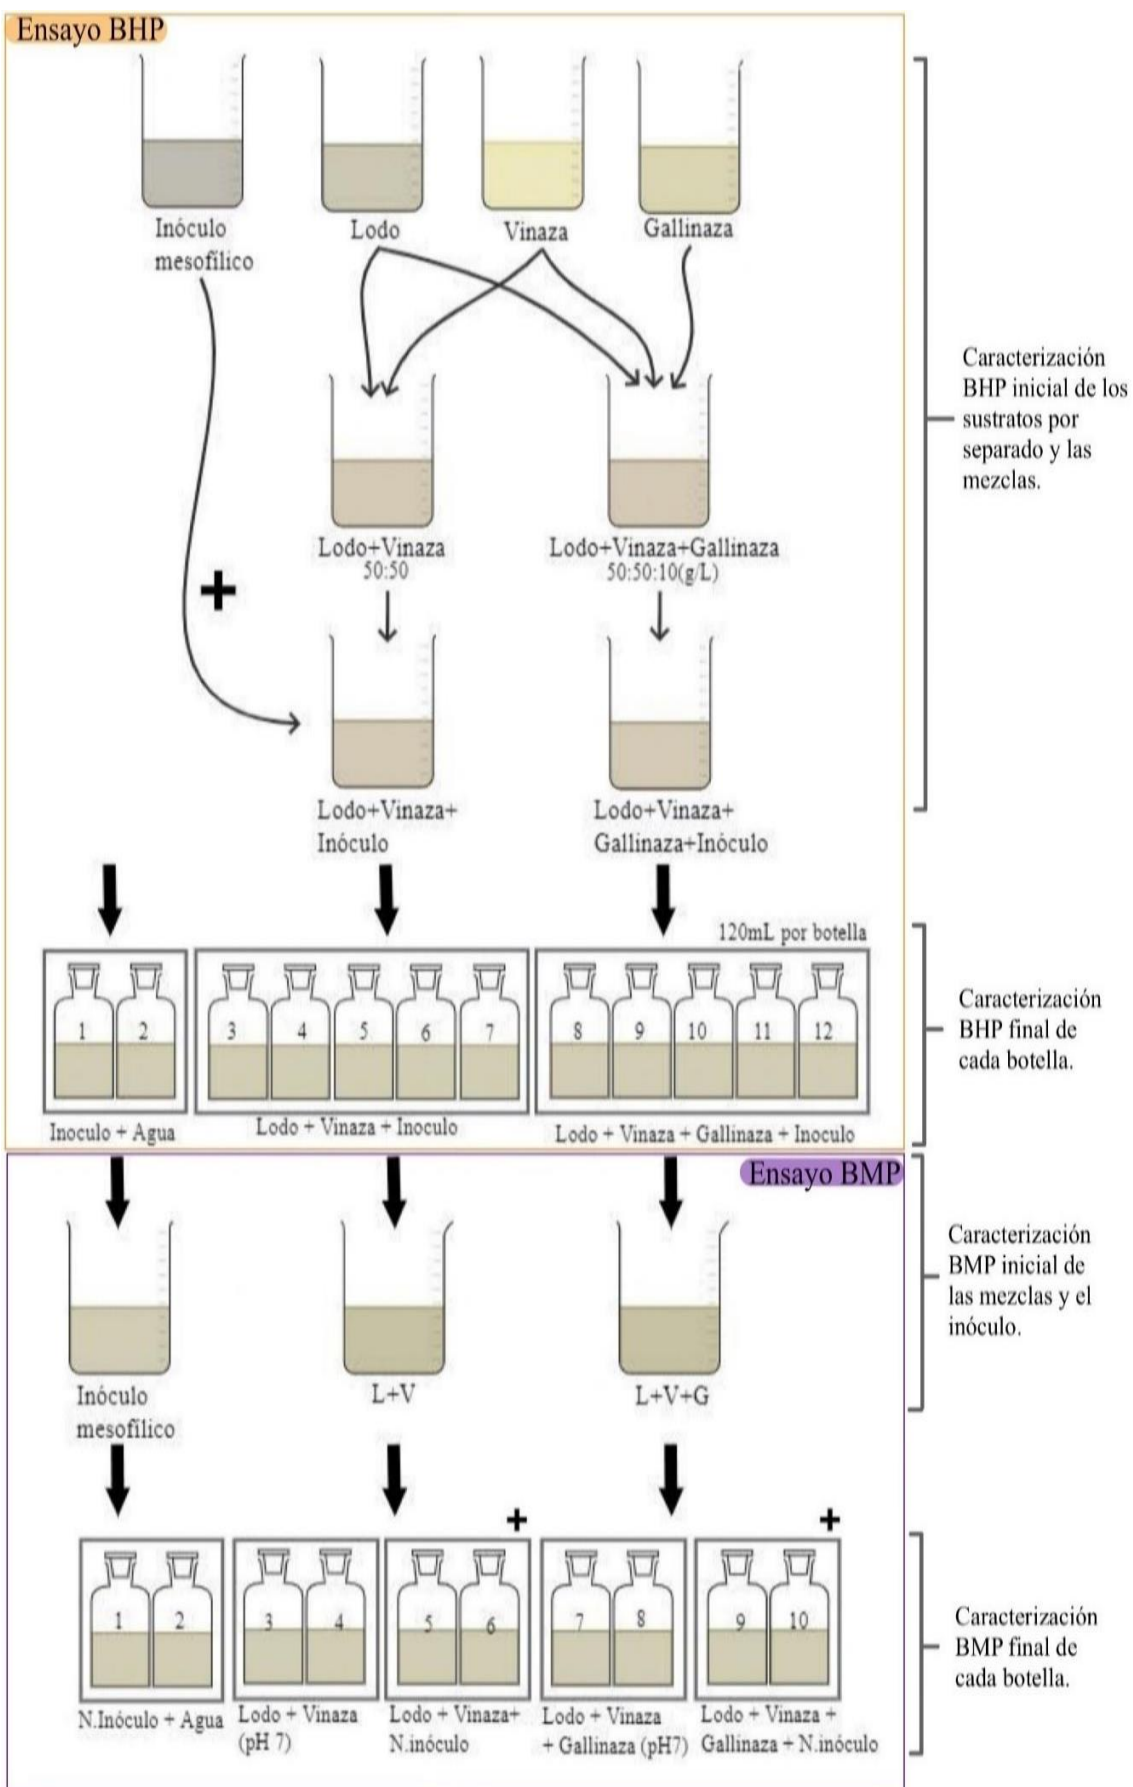 Ensayo BHP
Inóculo
mesofílico
Lodo
Vinaza
Gallinaza
Caracterización
BHP inicial de los
sustratos por
separado y las
mezclas.
Lodo+Vinaza
50:50
Lodo+Vinaza+Gallinaza
50:50:10(g/L)
+
Lodo+Vinaza+
Inóculo
Lodo+Vinaza+
Gallinaza+Inóculo
120mL por botella
1 2 3 4 5 6 7 8 9 10 11 12
Inoculo + Agua
Lodo + Vinaza + Inoculo
Lodo + Vinaza + Gallinaza + Inoculo
Caracterización
BHP final de
cada botella.
Ensayo BMP
Inóculo
mesofílico
L+V
L+V+G
Caracterización
BMP inicial de
las mezclas y el
inóculo.
+ +
1 2 3 4 5 6 7 8 9 10
N.Inóculo + Agua
Lodo + Vinaza
(pH 7)
Lodo + Vinaza+
N.inóculo
Lodo + Vinaza
+ Gallinaza (pH7)
Lodo + Vinaza +
Gallinaza + N.inóculo
Caracterización
BMP final de
cada botella.